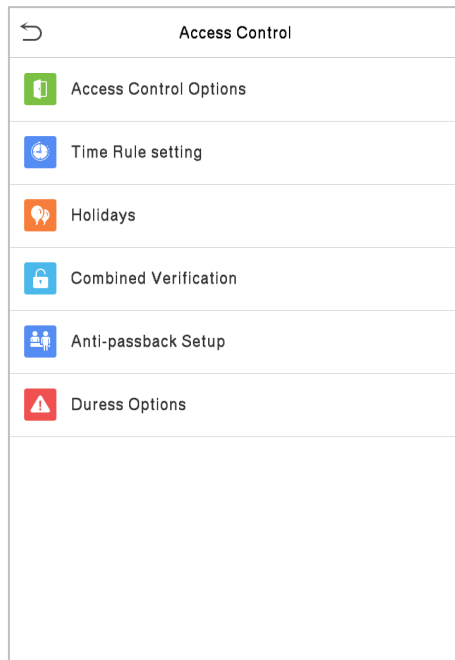 Access Control
Access Control Options
Time Rule setting
Holidays
Combined Verification
Anti-passback Setup
Duress Options